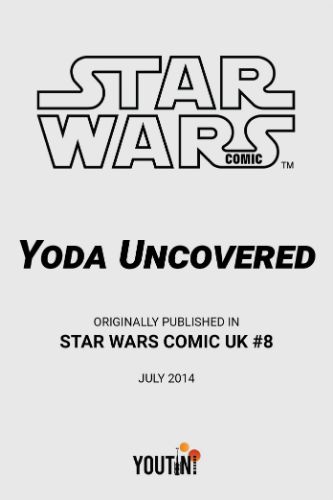 STAR
WARS
COMIC
TM
YODA UNCOVERED
ORIGINALLY PUBLISHED IN
STAR WARS COMIC UK #8
JULY 2014
YOUTINI